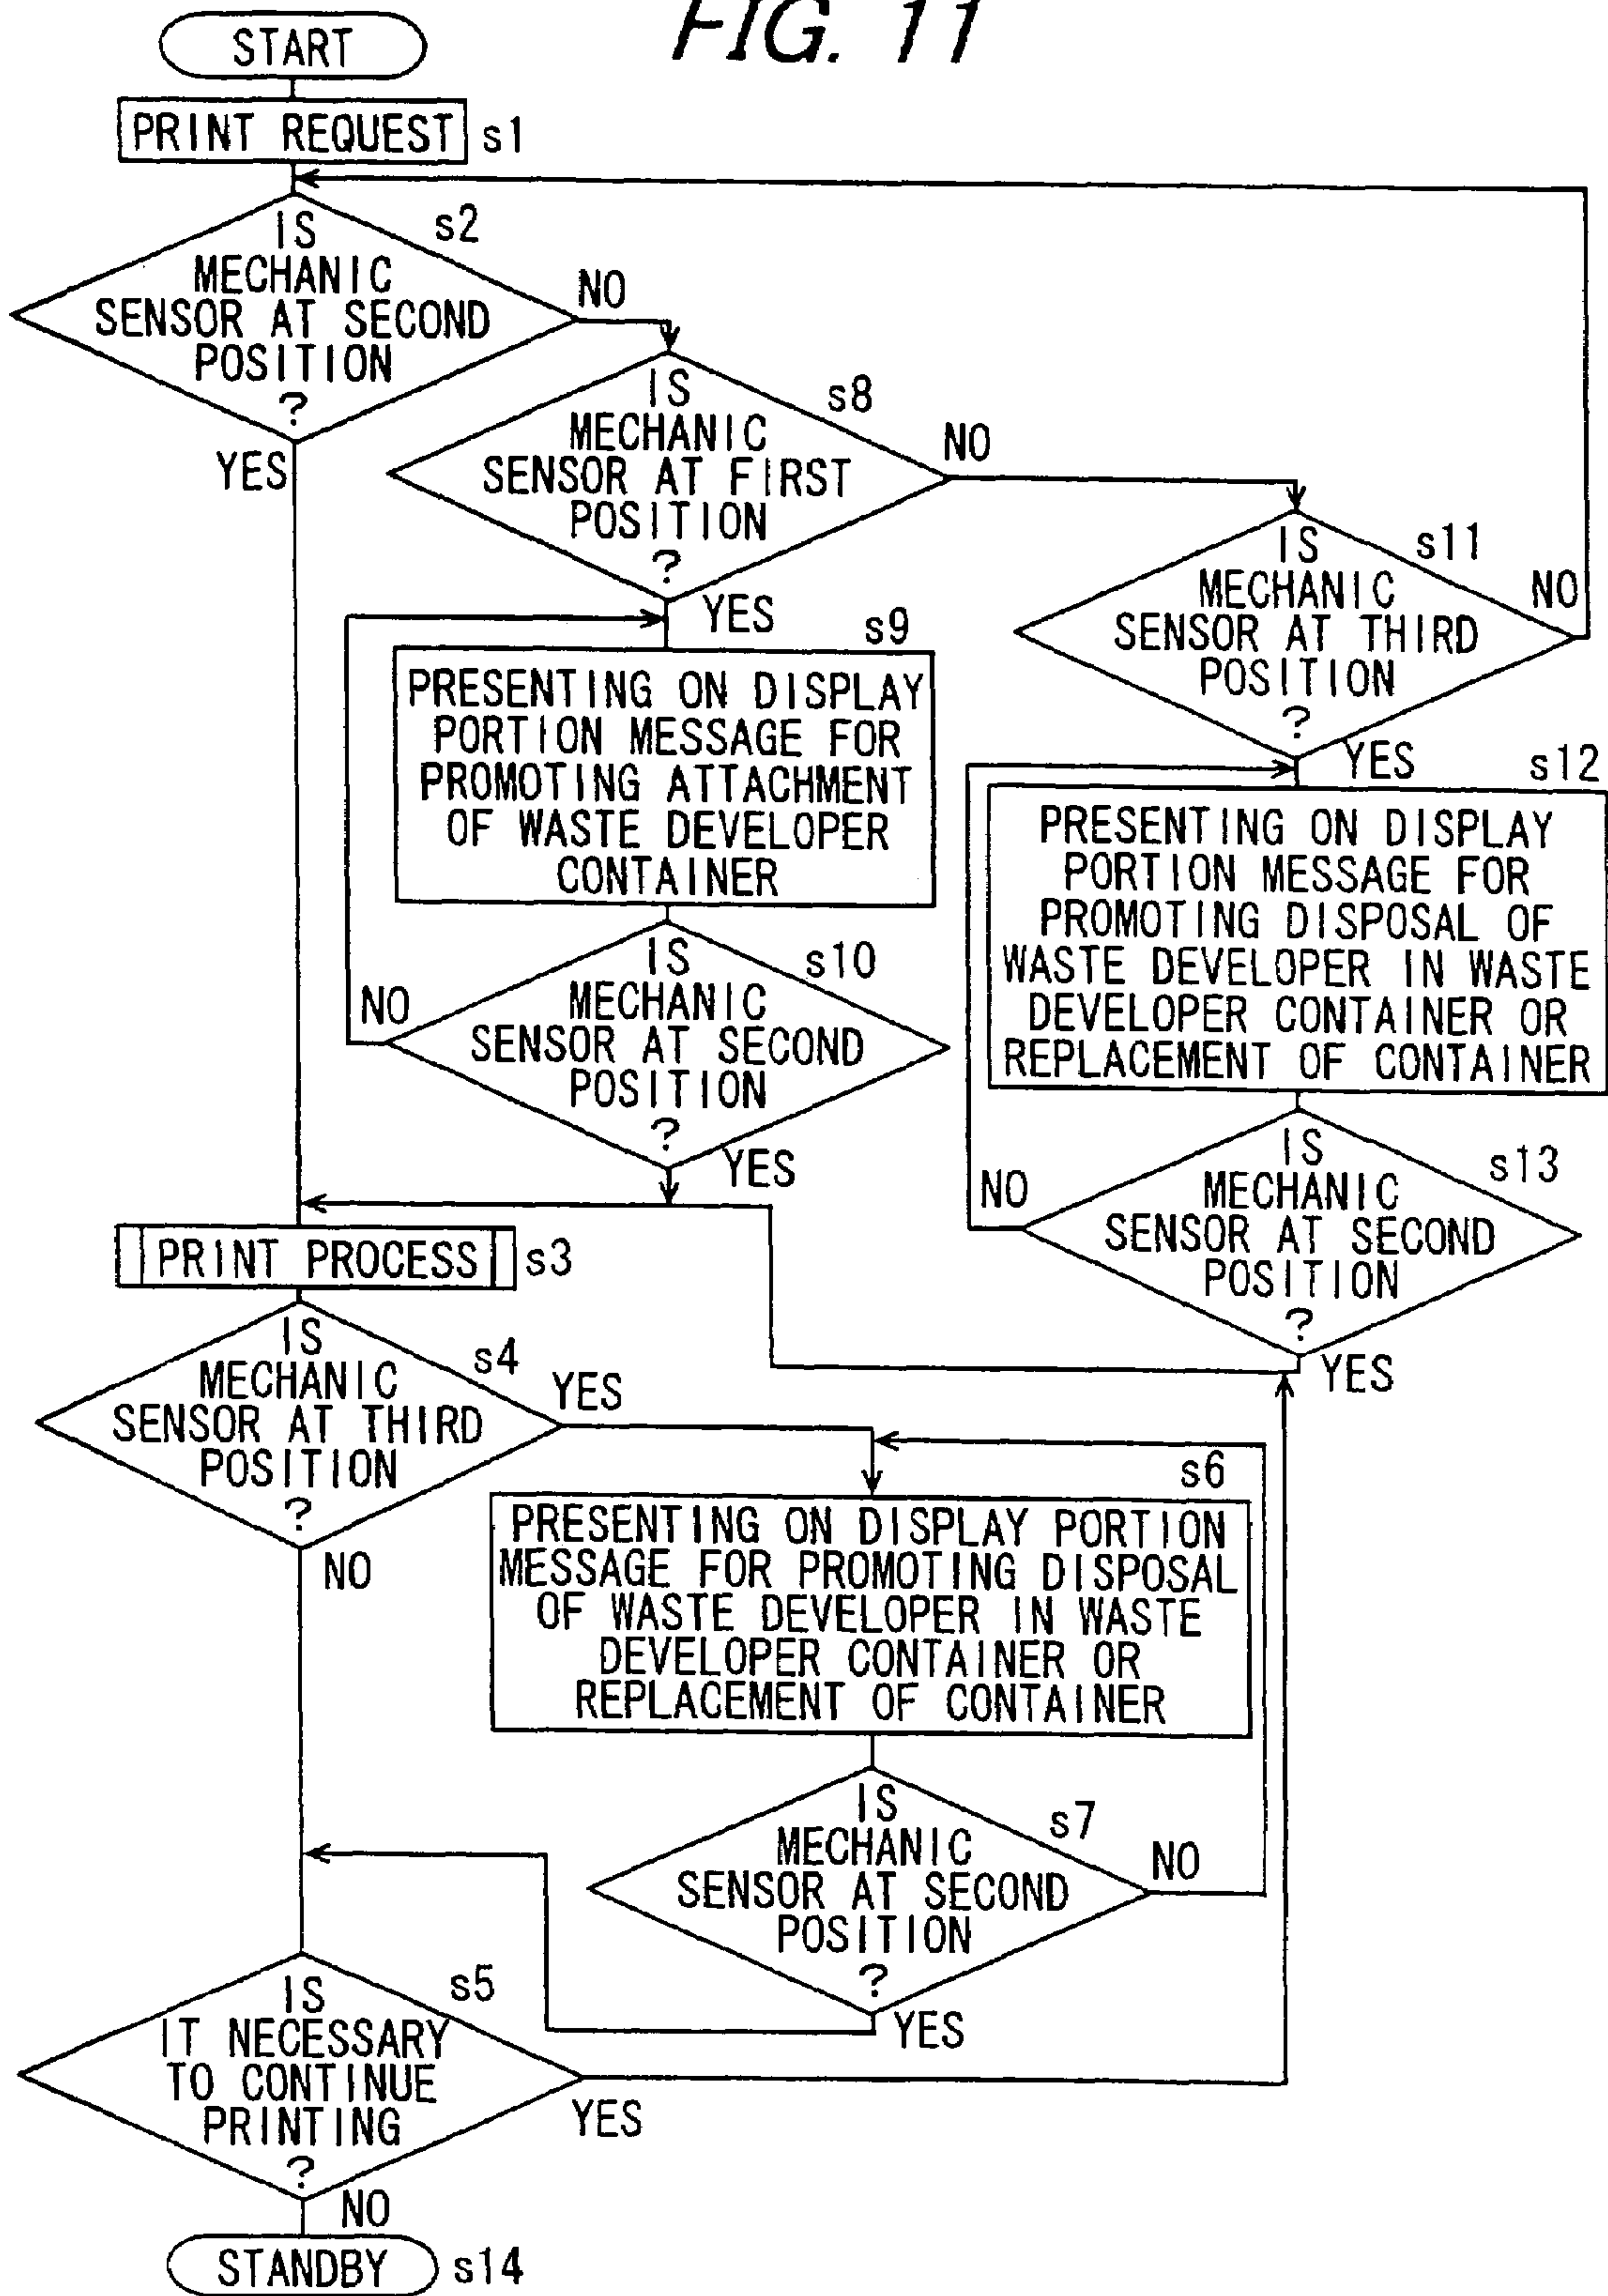 FIG. 11
START
PRINT REQUEST
s1
IS
MECHANIC
SENSOR AT SECOND
POSITION
?
s2
NO
YES
IS
MECHANIC
SENSOR AT FIRST
POSITION
?
s8
NO
YES
IS
MECHANIC
SENSOR AT THIRD
POSITION
?
s11
NO
YES
s9
PRESENTING ON DISPLAY
PORTION MESSAGE FOR
PROMOTING ATTACHMENT
OF WASTE DEVELOPER
CONTAINER
s12
PRESENTING ON DISPLAY
PORTION MESSAGE FOR
PROMOTING DISPOSAL OF
WASTE DEVELOPER IN WASTE
DEVELOPER CONTAINER OR
REPLACEMENT OF CONTAINER
IS
MECHANIC
SENSOR AT SECOND
POSITION
?
s10
NO
YES
IS
MECHANIC
SENSOR AT SECOND
POSITION
?
s13
NO
YES
PRINT PROCESS
s3
IS
MECHANIC
SENSOR AT THIRD
POSITION
?
s4
YES
NO
s6
PRESENTING ON DISPLAY PORTION
MESSAGE FOR PROMOTING DISPOSAL
OF WASTE DEVELOPER IN WASTE
DEVELOPER CONTAINER OR
REPLACEMENT OF CONTAINER
IS
MECHANIC
SENSOR AT SECOND
POSITION
?
s7
NO
YES
IS
IT NECESSARY
TO CONTINUE
PRINTING
?
s5
YES
NO
STANDBY
s14